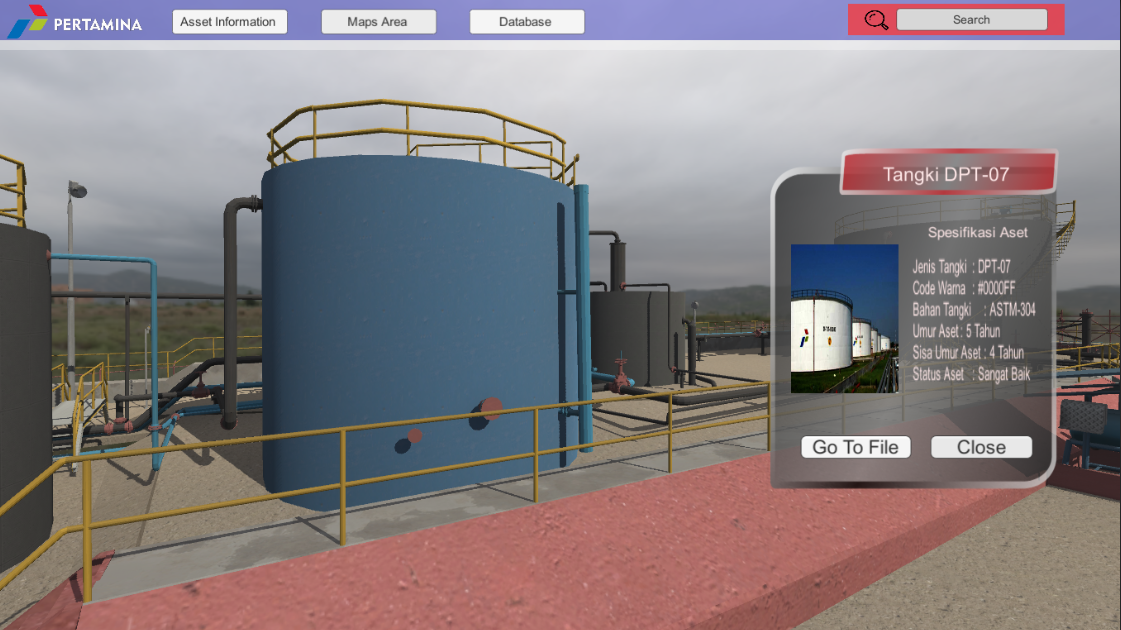 PERTAMINA
Asset Information
Maps Area
Database
Search
Tangki DPT-07
Spesifikasi Aset
Jenis Tangki : DPT-07
Code Warna : #0000FF
Bahan Tangki : ASTM-304
Umur Aset : 5 Tahun
Sisa Umur Aset : 4 Tahun
Status Aset : Sangat Baik
Go To File
Close